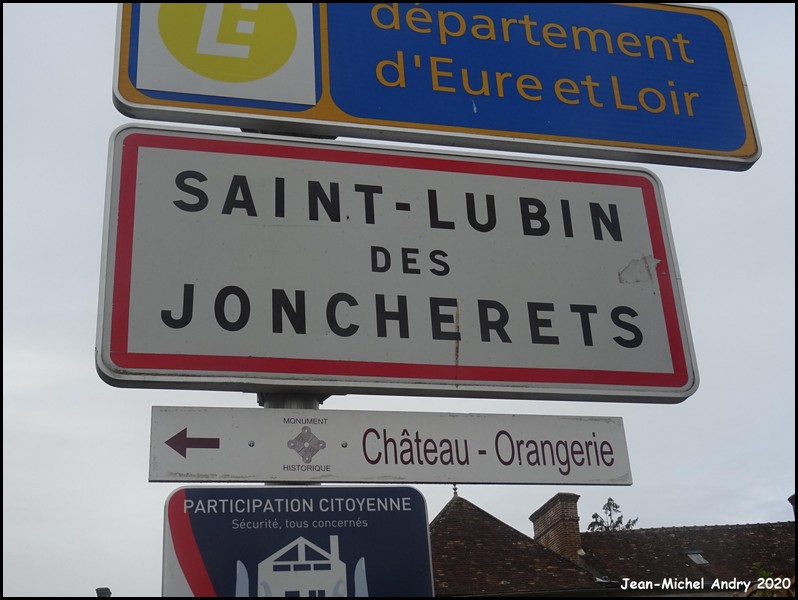 département
d'Eure et Loir
SAINT-LUBIN
DES
JONCHERETS
MONUMENT
HISTORIQUE
Château - Orangerie
PARTICIPATION CITOYENNE
Sécurité, tous concernés
Jean-Michel Andry 2020